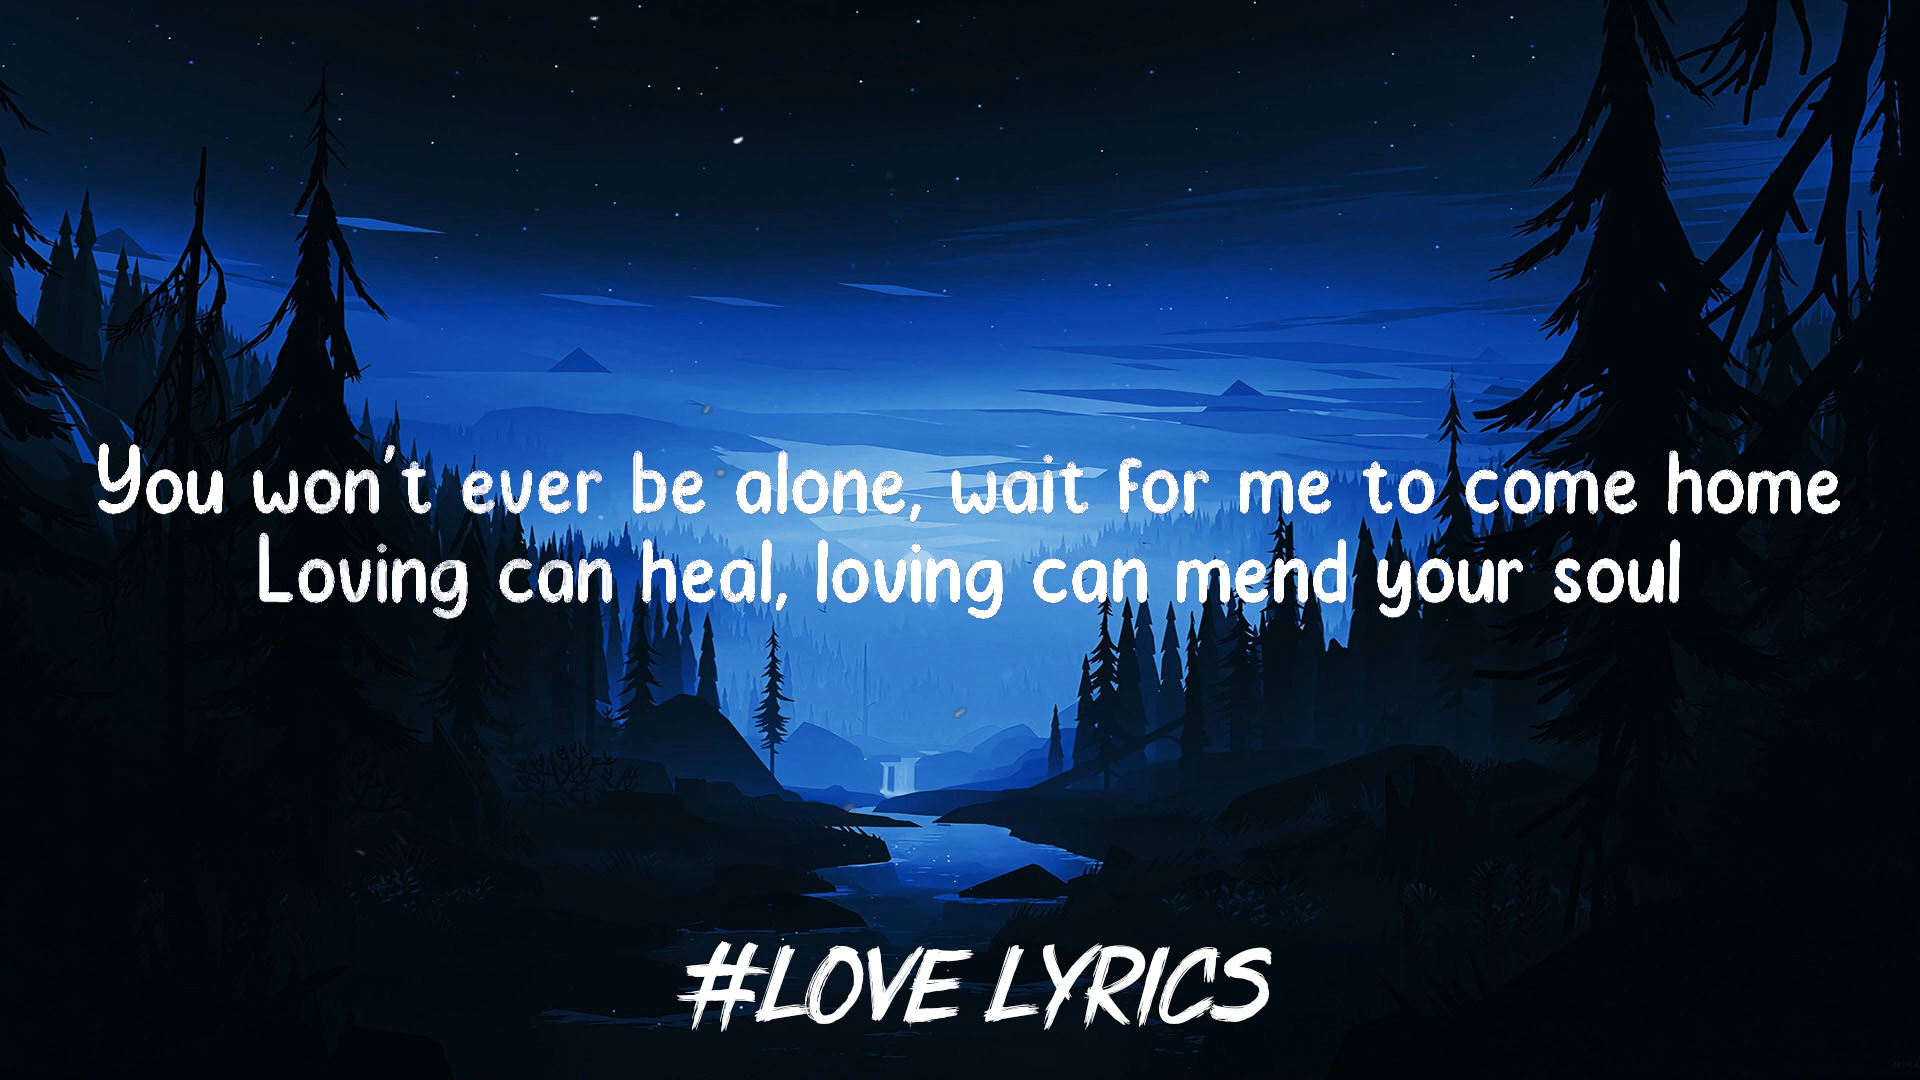 You won't ever be alone, wait for me to come home
Loving can heal, loving can mend your soul
#LOVE LYRICS